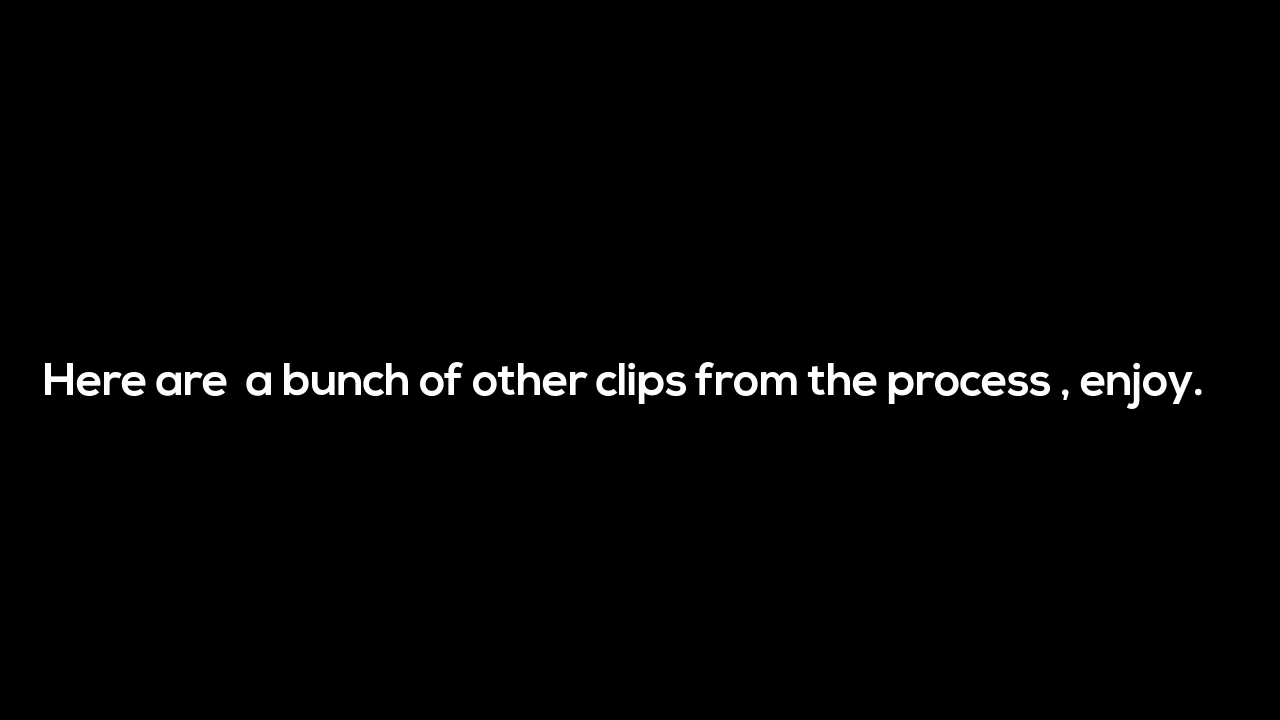 Here are  a bunch of other clips from the process , enjoy.